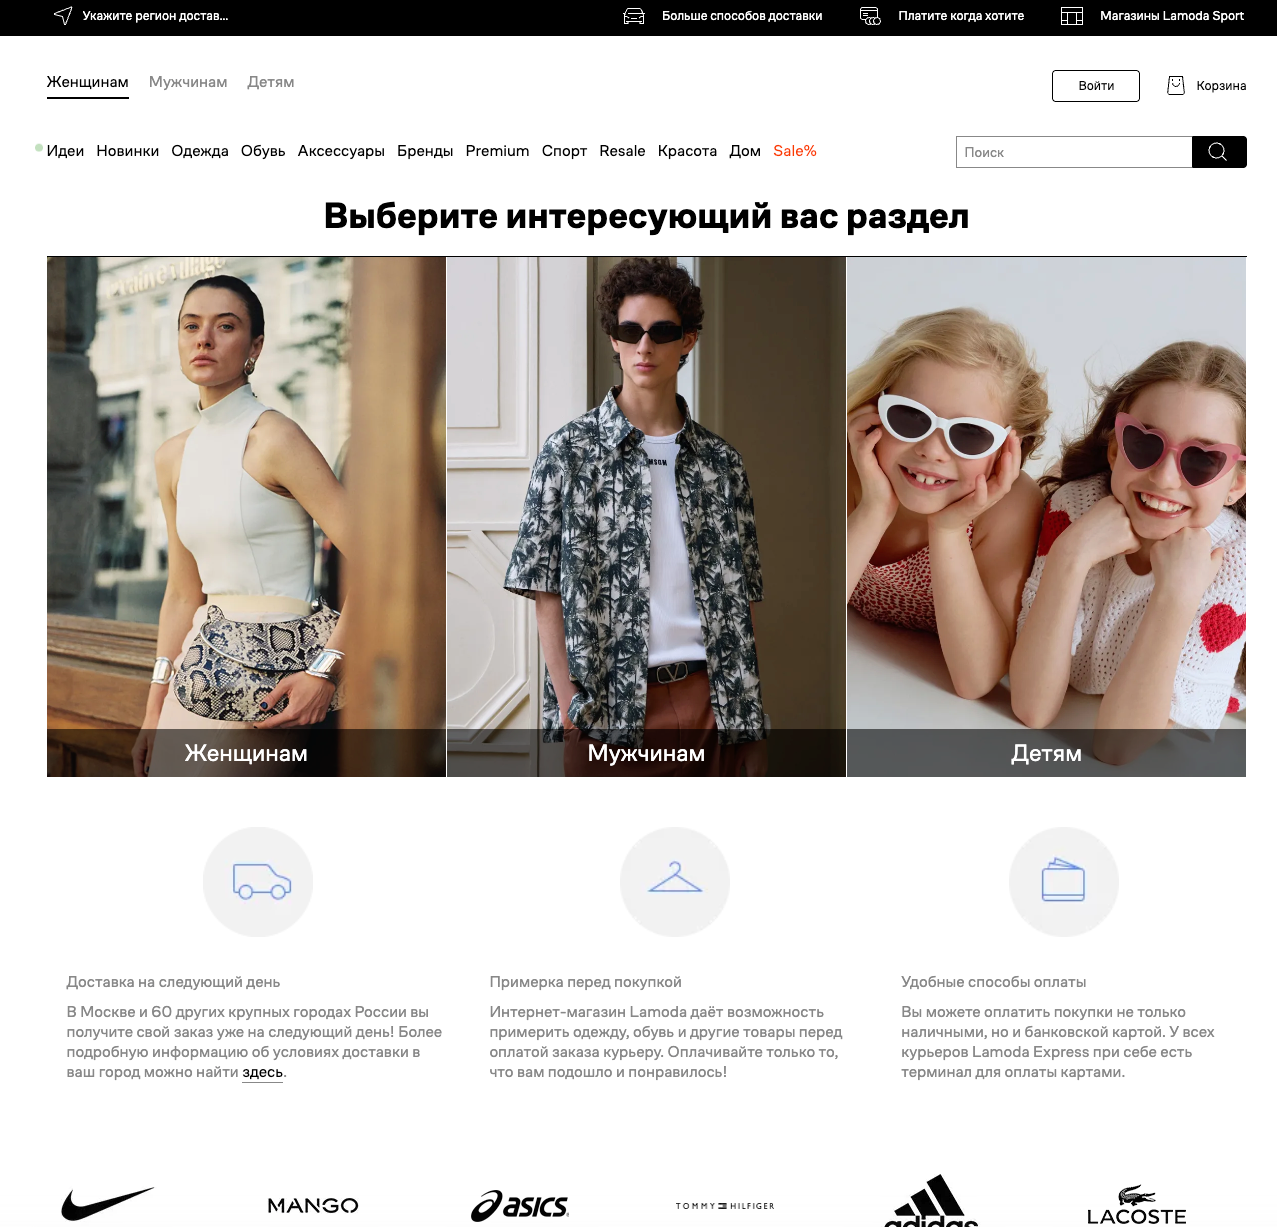 Укажите регион достав...
Больше способов доставки
Платите когда хотите
Магазины Lamoda Sport
Женщинам Мужчинам Детям
Войти
Корзина
Идеи Новинки Одежда Обувь Аксессуары Бренды Premium Спорт Resale Красота Дом Sale%
Поиск
Выберите интересующий вас раздел
Женщинам
Мужчинам
Детям
Доставка на следующий день
В Москве и 60 других крупных городах России вы
получите свой заказ уже на следующий день! Более
подробную информацию об условиях доставки в
ваш город можно найти здесь.
Примерка перед покупкой
Интернет-магазин Lamoda даёт возможность
примерить одежду, обувь и другие товары перед
оплатой заказа курьеру. Оплачивайте только то,
что вам подошло и понравилось!
Удобные способы оплаты
Вы можете оплатить покупки не только
наличными, но и банковской картой. У всех
курьеров Lamoda Express при себе есть
терминал для оплаты картами.
MANGO
asics
TOMMY HILFIGER
adidas
LACOSTE